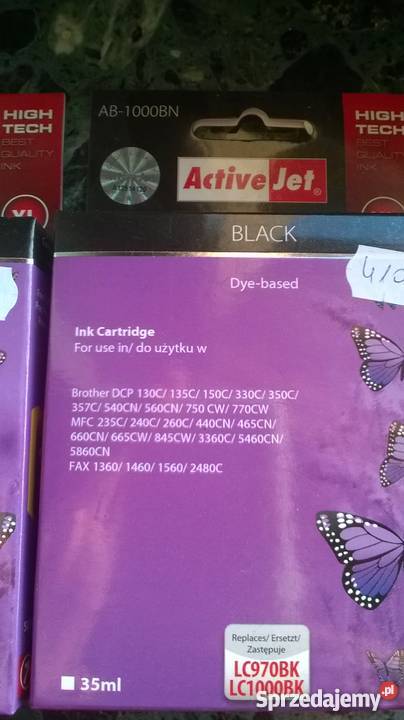 HIGH
TECH
BEST
QUALITY
INK
XL
AB-1000BN
ActiveJet®
HIGH
TECH
BEST
QUALITY
INK
BLACK
Dye-based
Ink Cartridge
For use in/ do użytku w
Brother DCP 130C/ 135C/ 150C/ 330C/ 350C/
357C/ 540CN/ 560CN/ 750 CW/ 770CW
MFC 235C/ 240C/ 260C/ 440CN/ 465CN/
660CN/ 665CW/ 845CW/ 3360C/ 5460CN/
5860CN
FAX 1360/ 1460/ 1560/ 2480C
Replaces/ Ersetzt/
Zastępuje
LC970BK
LC1000BK
35ml
Sprzedajemy.pl